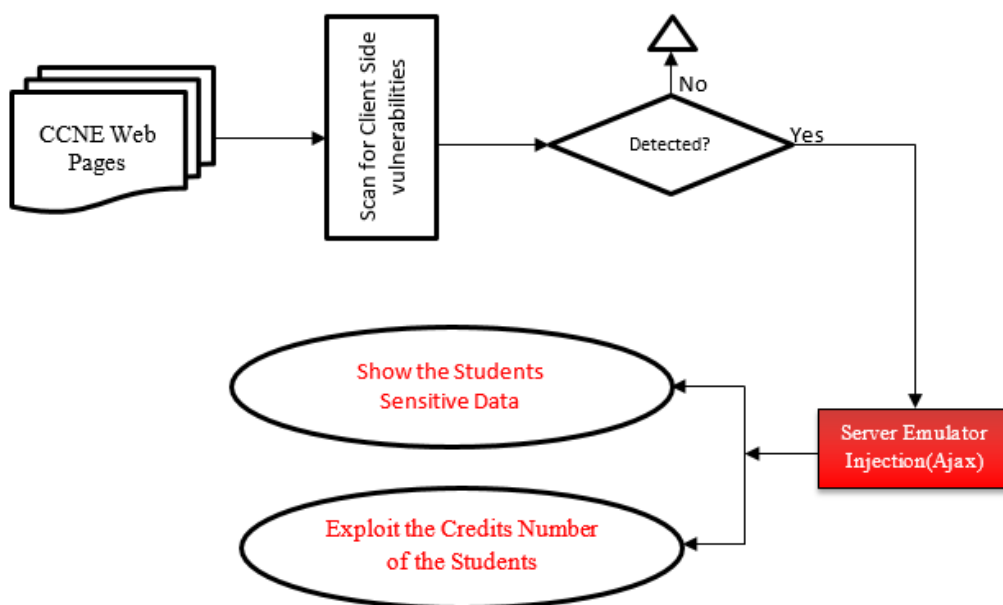 CCNE Web
Pages
Scan for Client Side
vulnerabilities
Detected?
No
Yes
Server Emulator
Injection(Ajax)
Show the Students
Sensitive Data
Exploit the Credits Number
of the Students